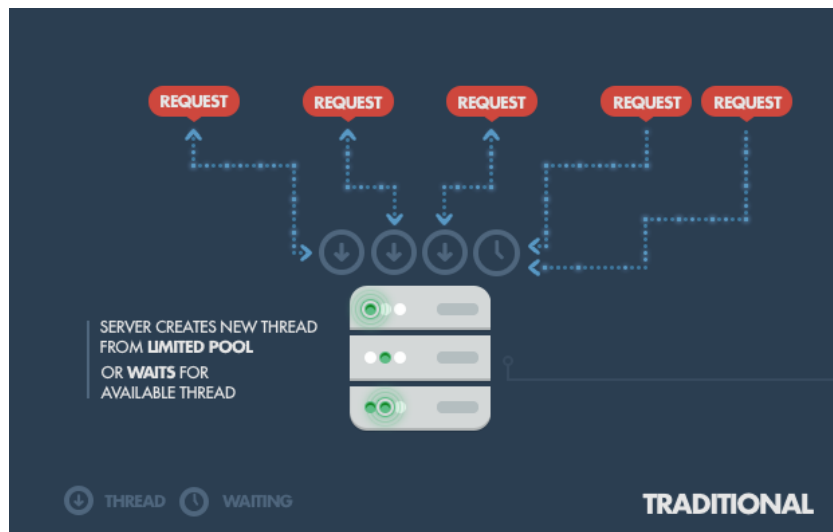 REQUEST
REQUEST
REQUEST
REQUEST
REQUEST
SERVER CREATES NEW THREAD
FROM LIMITED POOL
OR WAITS FOR
AVAILABLE THREAD
THREAD
WAITING
TRADITIONAL